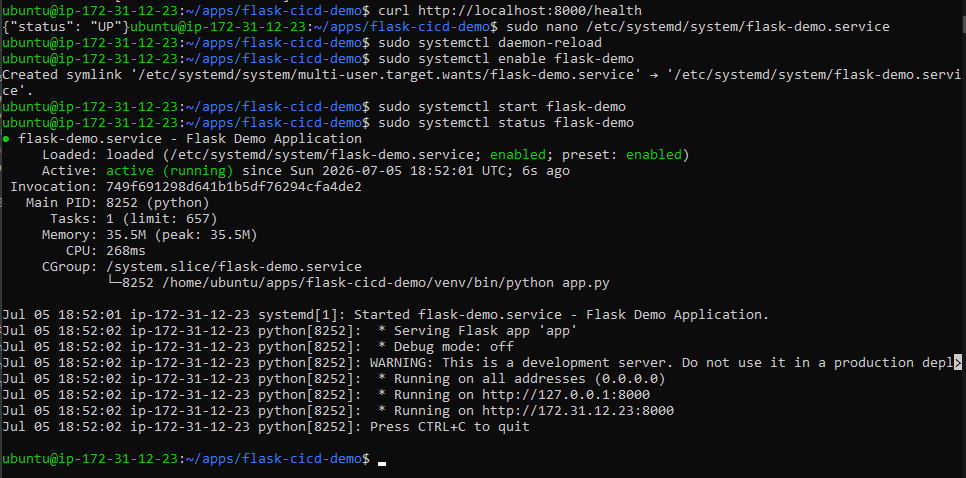 ubuntu@ip-172-31-12-23:~/apps/flask-cicd-demo$ curl http://localhost:8000/health
{"status": "UP"}ubuntu@ip-172-31-12-23:~/apps/flask-cicd-demo$ sudo nano /etc/systemd/system/flask-demo.service
ubuntu@ip-172-31-12-23:~/apps/flask-cicd-demo$ sudo systemctl daemon-reload
ubuntu@ip-172-31-12-23:~/apps/flask-cicd-demo$ sudo systemctl enable flask-demo
Created symlink '/etc/systemd/system/multi-user.target.wants/flask-demo.service' → '/etc/systemd/system/flask-demo.servi
ce'.
ubuntu@ip-172-31-12-23:~/apps/flask-cicd-demo$ sudo systemctl start flask-demo
ubuntu@ip-172-31-12-23:~/apps/flask-cicd-demo$ sudo systemctl status flask-demo
● flask-demo.service - Flask Demo Application
     Loaded: loaded (/etc/systemd/system/flask-demo.service; enabled; preset: enabled)
     Active: active (running) since Sun 2026-07-05 18:52:01 UTC; 6s ago
 Invocation: 749f691298d641b1b5df76294cfa4de2
   Main PID: 8252 (python)
      Tasks: 1 (limit: 657)
     Memory: 35.5M (peak: 35.5M)
        CPU: 268ms
     CGroup: /system.slice/flask-demo.service
             └─8252 /home/ubuntu/apps/flask-cicd-demo/venv/bin/python app.py

Jul 05 18:52:01 ip-172-31-12-23 systemd[1]: Started flask-demo.service - Flask Demo Application.
Jul 05 18:52:02 ip-172-31-12-23 python[8252]:  * Serving Flask app 'app'
Jul 05 18:52:02 ip-172-31-12-23 python[8252]:  * Debug mode: off
Jul 05 18:52:02 ip-172-31-12-23 python[8252]: WARNING: This is a development server. Do not use it in a production depl>
Jul 05 18:52:02 ip-172-31-12-23 python[8252]:  * Running on all addresses (0.0.0.0)
Jul 05 18:52:02 ip-172-31-12-23 python[8252]:  * Running on http://127.0.0.1:8000
Jul 05 18:52:02 ip-172-31-12-23 python[8252]:  * Running on http://172.31.12.23:8000
Jul 05 18:52:02 ip-172-31-12-23 python[8252]: Press CTRL+C to quit

ubuntu@ip-172-31-12-23:~/apps/flask-cicd-demo$